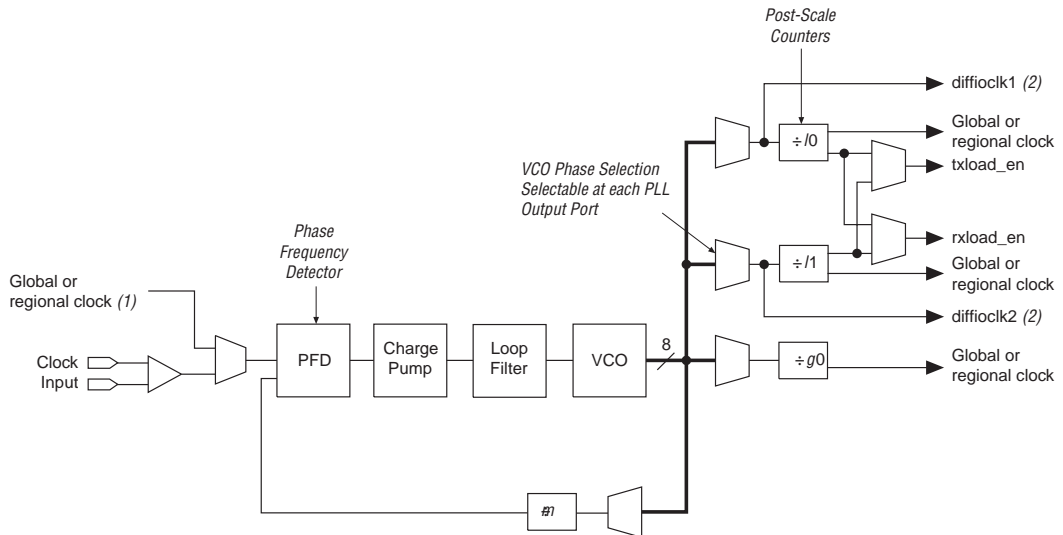 Post-Scale
Counters
diffioclk1 (2)
Global or
regional clock
÷l0
txload_en
VCO Phase Selection
Selectable at each PLL
Output Port
rxload_en
Phase
Frequency
Detector
÷l1
Global or
regional clock
Global or
regional clock (1)
diffioclk2 (2)
Clock
Input
PFD
Charge
Pump
Loop
Filter
VCO
8
÷g0
Global or
regional clock